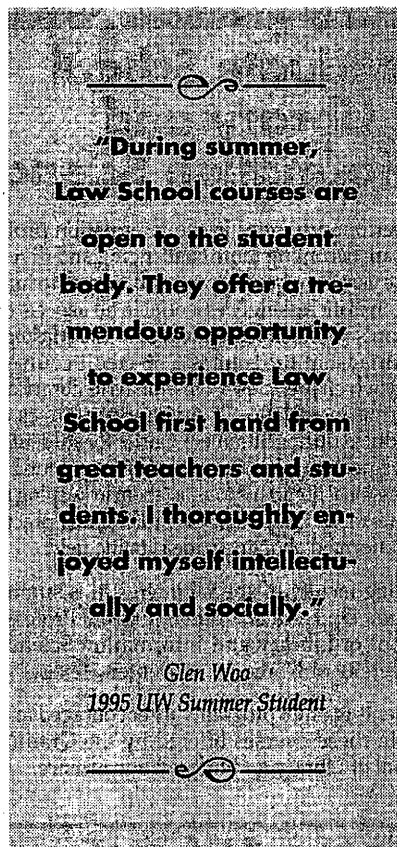 "During summer,
Law School courses are
open to the student
body. They offer a tre-
mendous opportunity
to experience Law
School first hand from
great teachers and stu-
dents. I thoroughly en-
joyed myself intellectu-
ally and socially."
Glen Woo
1995 UW Summer Student